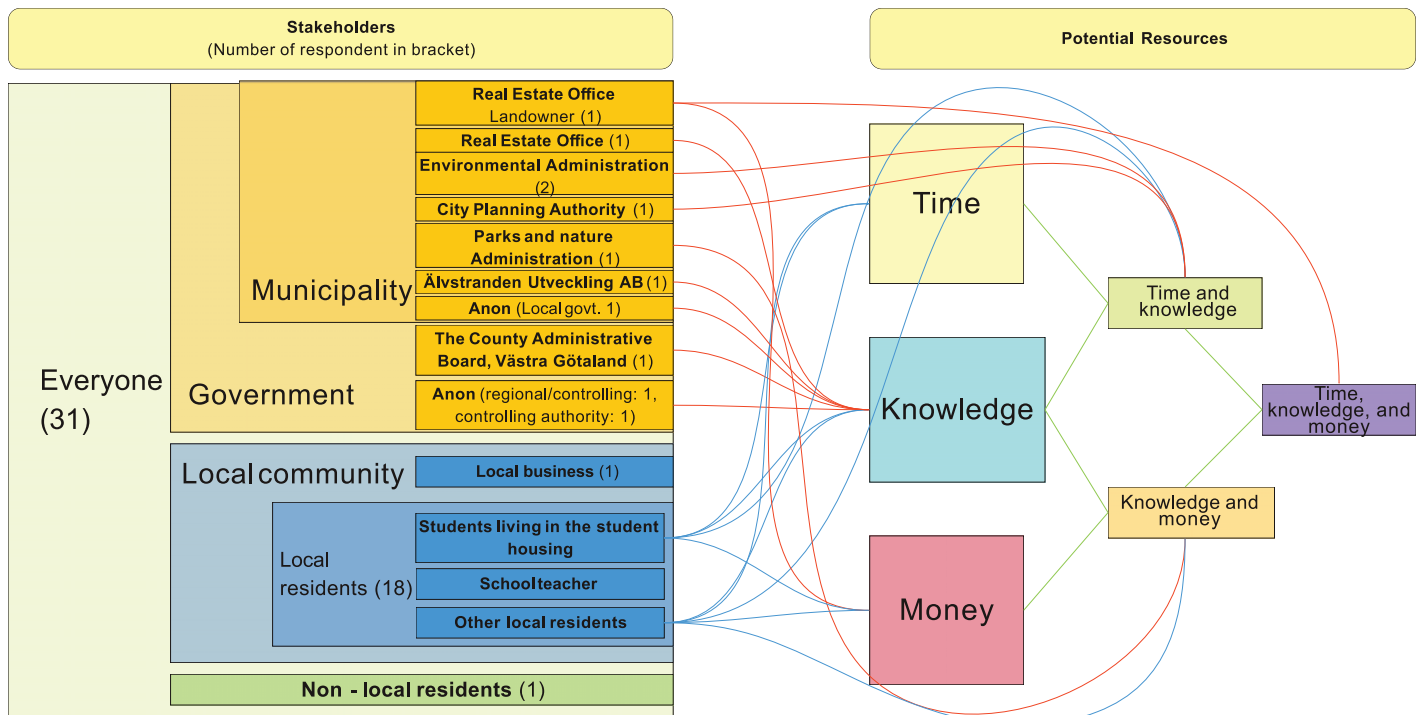 Stakeholders
(Number of respondent in bracket)
Potential Resources
Real Estate Office
Landowner (1)
Real Estate Office (1)
Environmental Administration
(2)
City Planning Authority (1)
Parks and nature
Administration (1)
Älvstranden Utveckling AB (1)
Anon (Local govt. 1)
Municipality
The County Administrative
Board, Västra Götaland (1)
Anon (regional/controlling: 1,
controlling authority: 1)
Government
Everyone
(31)
Local community
Local business (1)
Students living in the student
housing
School teacher
Other local residents
Local
residents (18)
Non - local residents (1)
Time
Knowledge
Money
Time and
knowledge
Knowledge and
money
Time,
knowledge, and
money